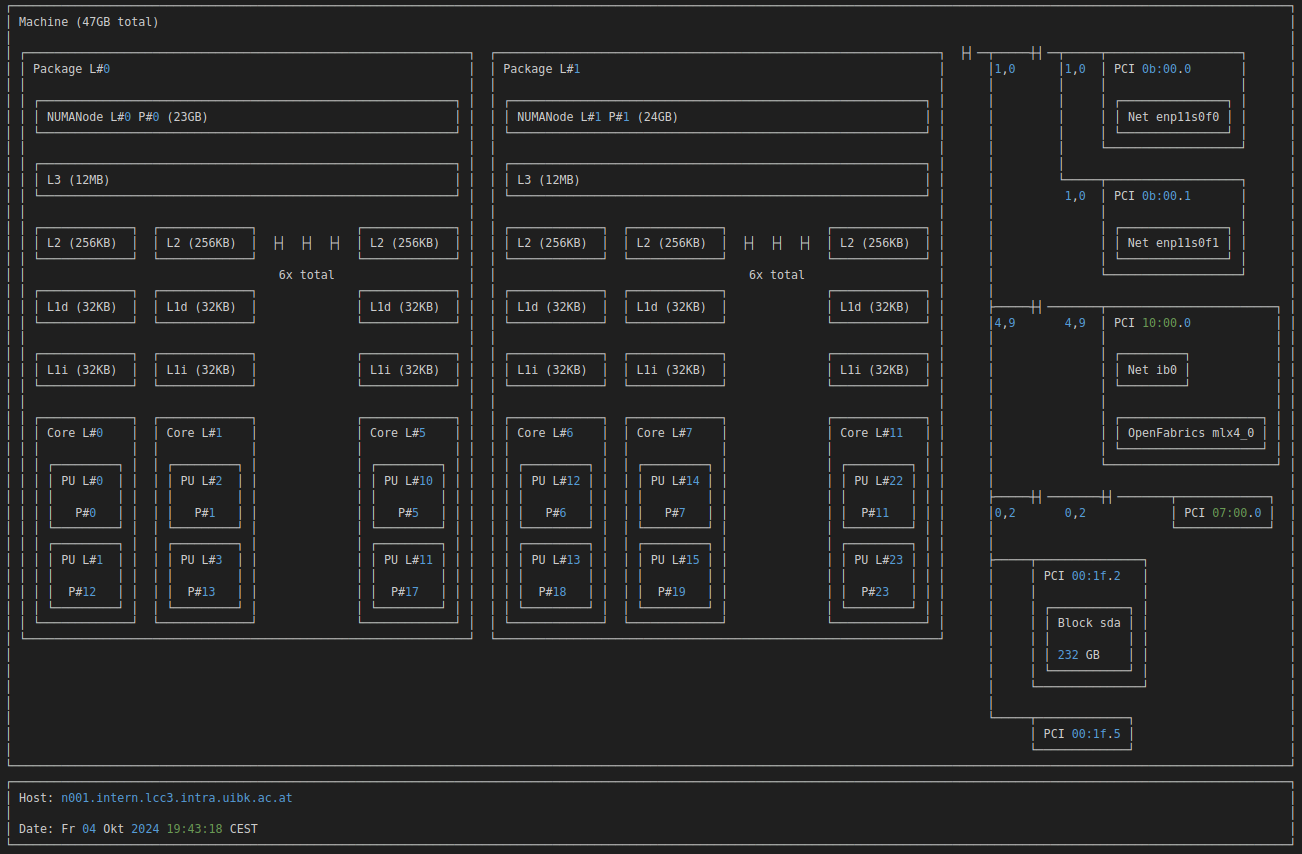 Machine (47GB total)
Package L#0 Package L#1 1,0 1,0 PCI 0b:00.0
NUMANode L#0 P#0 (23GB) NUMANode L#1 P#1 (24GB) Net enp11s0f0
L3 (12MB) L3 (12MB)
1,0 PCI 0b:00.1
L2 (256KB) L2 (256KB) L2 (256KB) L2 (256KB) L2 (256KB) L2 (256KB) Net enp11s0f1
6x total 6x total
L1d (32KB) L1d (32KB) L1d (32KB) L1d (32KB) L1d (32KB) L1d (32KB)
4,9 4,9 PCI 10:00.0
L1i (32KB) L1i (32KB) L1i (32KB) L1i (32KB) L1i (32KB) L1i (32KB) Net ib0
Core L#0 Core L#1 Core L#5 Core L#6 Core L#7 Core L#11 OpenFabrics mlx4_0
PU L#0 PU L#2 PU L#10 PU L#12 PU L#14 PU L#22
P#0 P#1 P#5 P#6 P#7 P#11 0,2 0,2 PCI 07:00.0
PU L#1 PU L#3 PU L#11 PU L#13 PU L#15 PU L#23
PCI 00:1f.2
P#12 P#13 P#17 P#18 P#19 P#23
Block sda
232 GB
PCI 00:1f.5
Host: n001.intern.lcc3.intra.uibk.ac.at
Date: Fr 04 Okt 2024 19:43:18 CEST